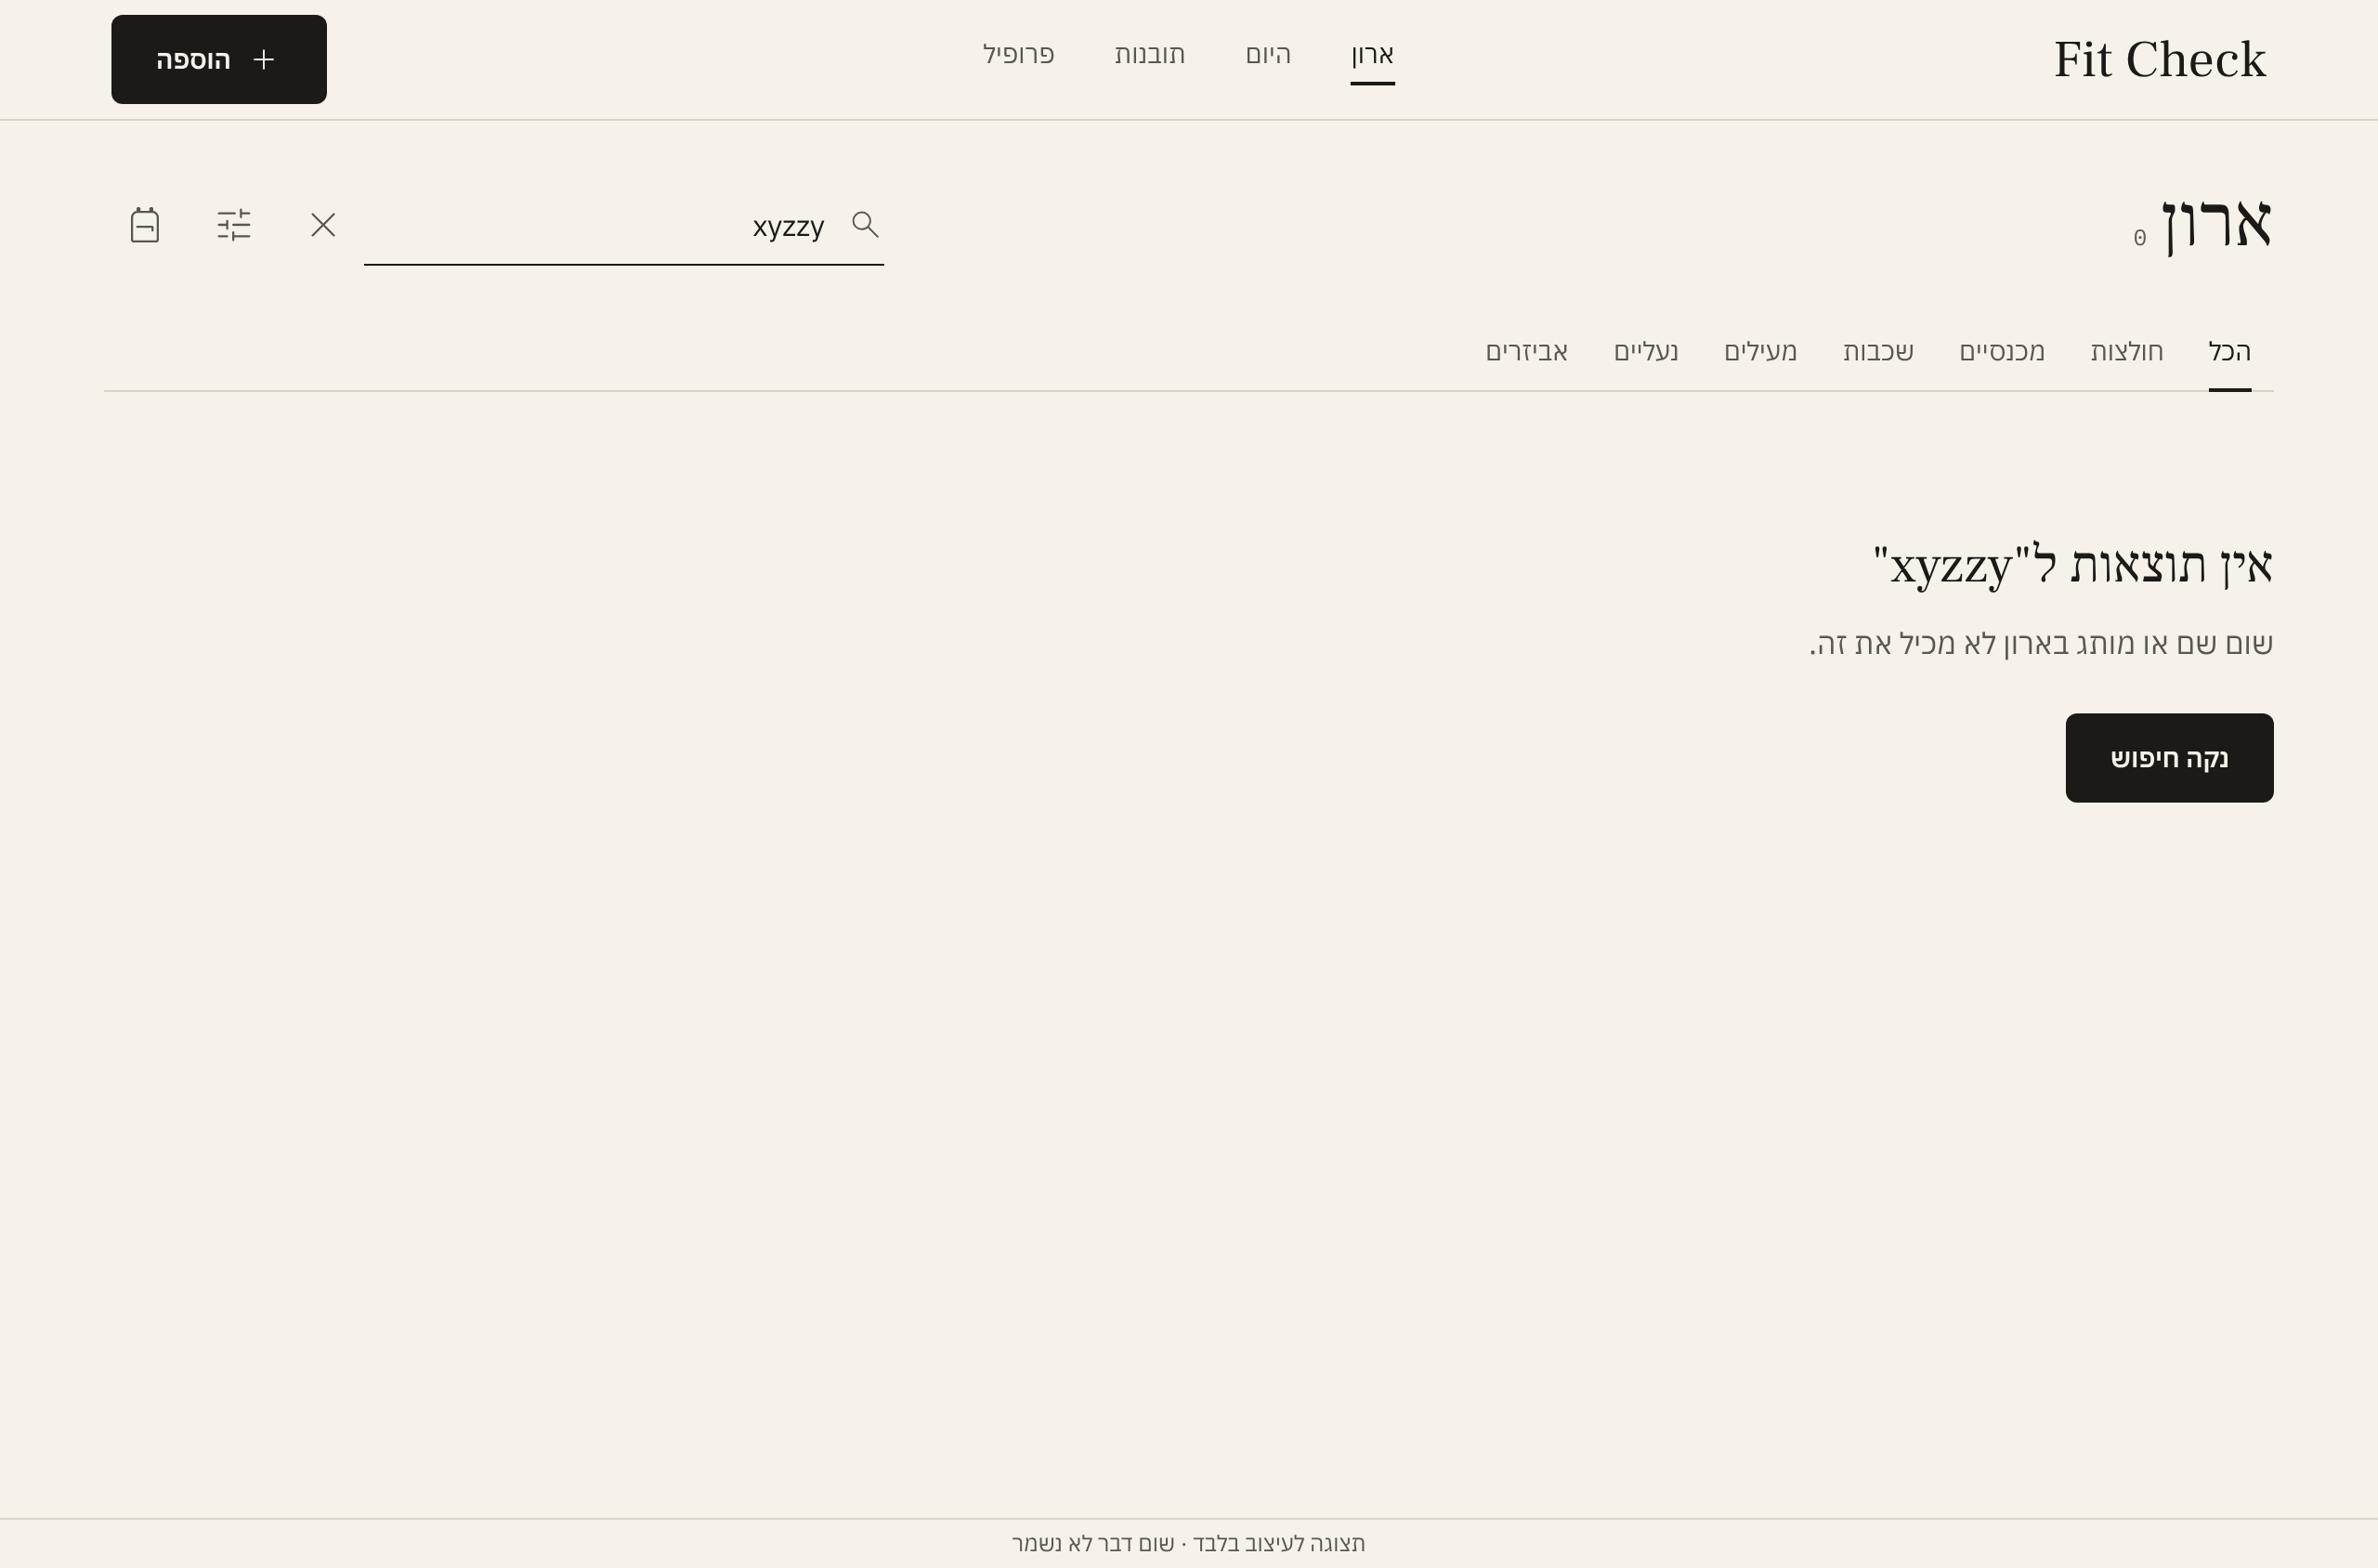 Fit Check
ארון
היום
תובנות
פרופיל
הוספה
ארון 0
xyzzy
הכל
חולצות
מכנסיים
שכבות
מעילים
נעליים
אביזרים
אין תוצאות ל"xyzzy"
שום שם או מותג בארון לא מכיל את זה.
נקה חיפוש
תצוגה לעיצוב בלבד · שום דבר לא נשמר